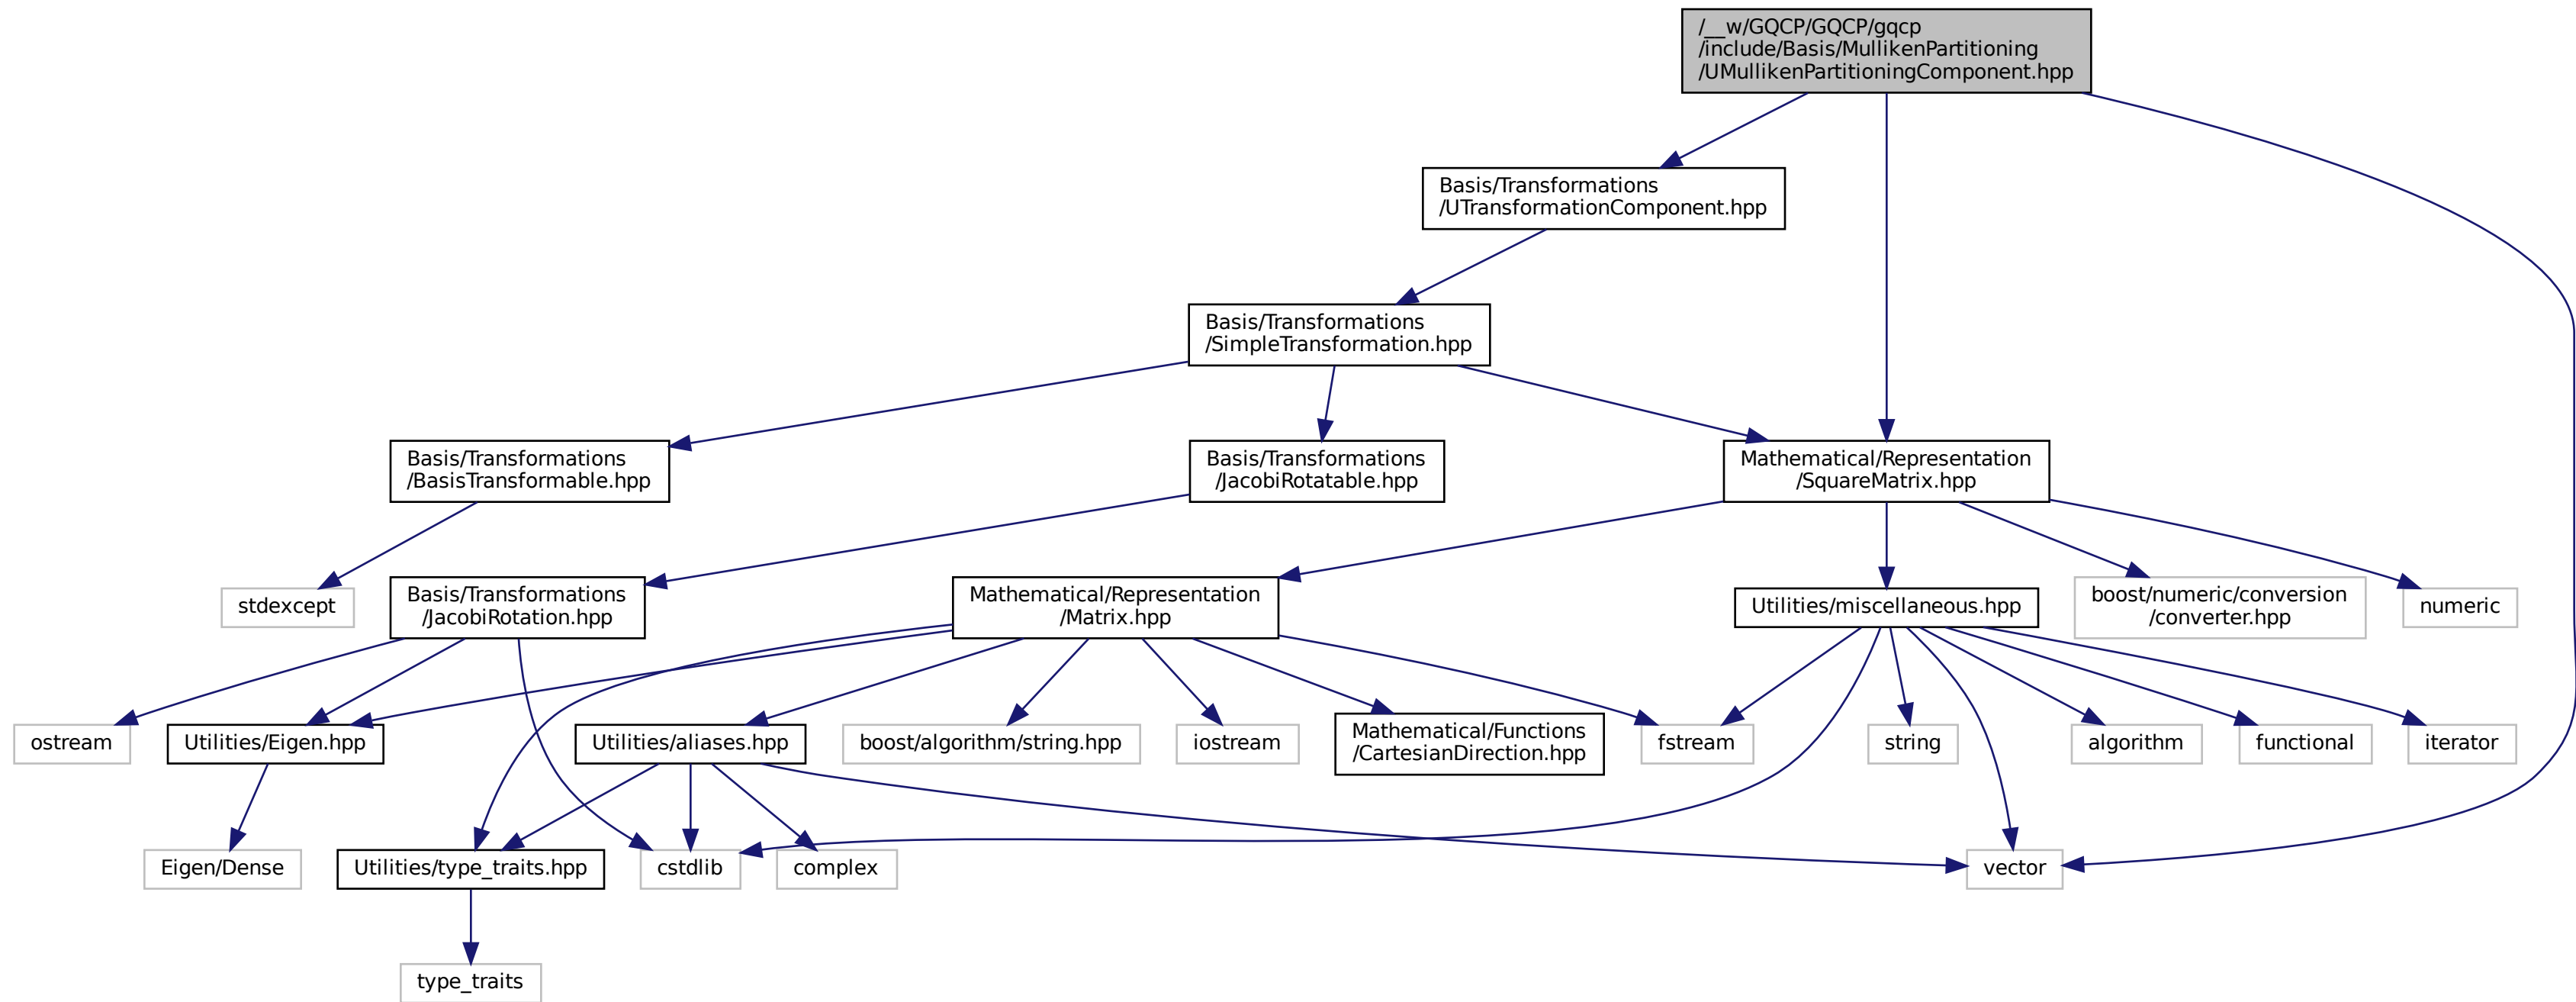 /__w/GQCP/GQCP/gqcp
/include/Basis/MullikenPartitioning
/UMullikenPartitioningComponent.hpp
Basis/Transformations
/UTransformationComponent.hpp
Basis/Transformations
/SimpleTransformation.hpp
Basis/Transformations
/BasisTransformable.hpp
Basis/Transformations
/JacobiRotatable.hpp
Mathematical/Representation
/SquareMatrix.hpp
stdexcept
Basis/Transformations
/JacobiRotation.hpp
Mathematical/Representation
/Matrix.hpp
Utilities/miscellaneous.hpp
boost/numeric/conversion
/converter.hpp
numeric
ostream
Utilities/Eigen.hpp
Utilities/aliases.hpp
boost/algorithm/string.hpp
iostream
Mathematical/Functions
/CartesianDirection.hpp
fstream
string
algorithm
functional
iterator
Eigen/Dense
Utilities/type_traits.hpp
cstdlib
complex
vector
type_traits